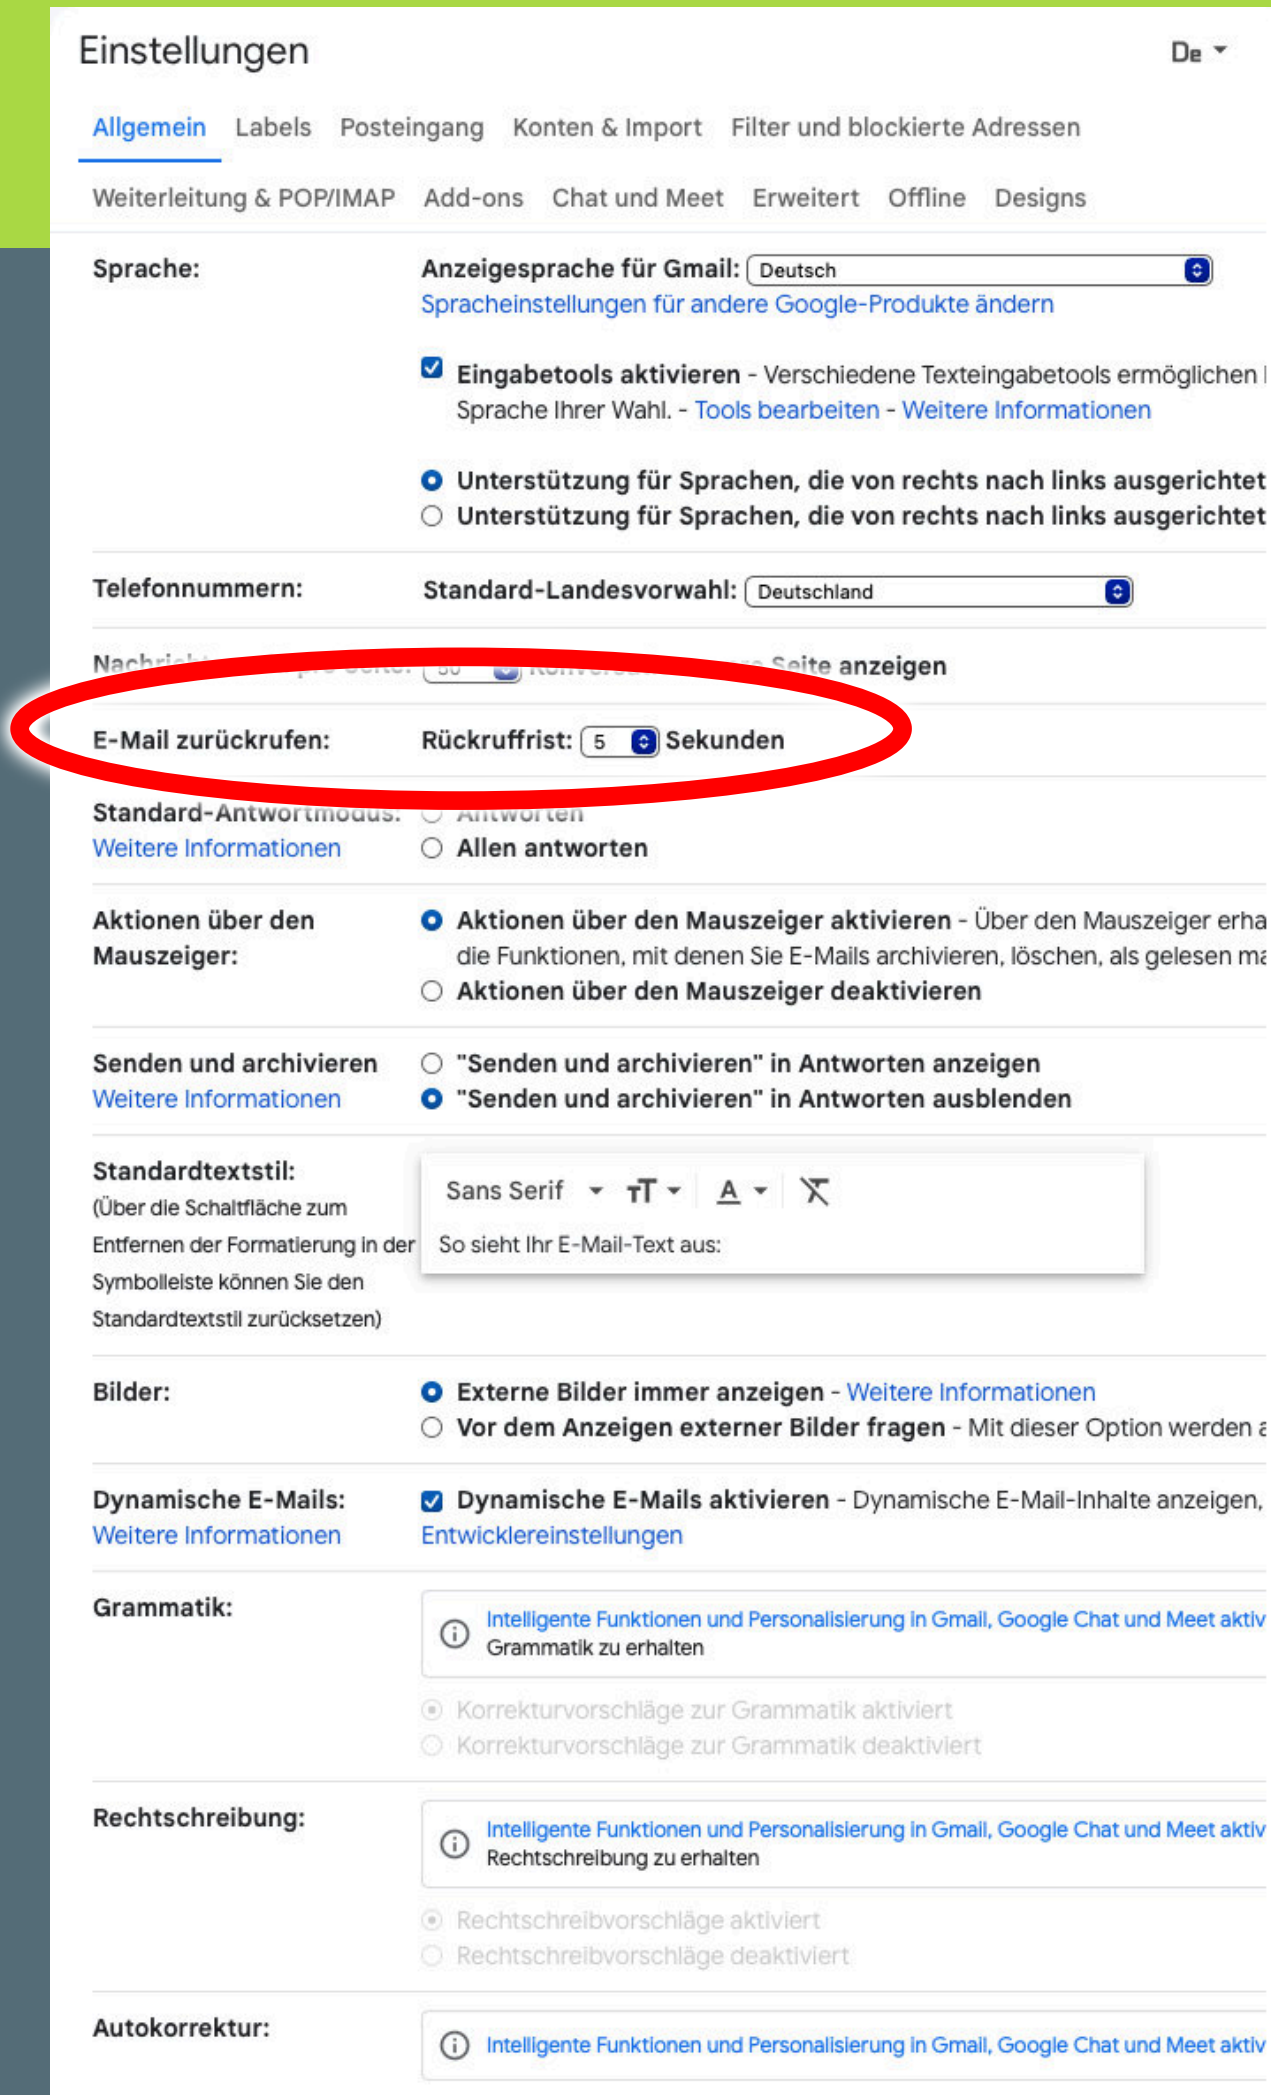 Einstellungen
De
Allgemein Labels Posteingang Konten & Import Filter und blockierte Adressen
Weiterleitung & POP/IMAP Add-ons Chat und Meet Erweitert Offline Designs
Sprache: Anzeigesprache für Gmail: Deutsch
Spracheinstellungen für andere Google-Produkte ändern
Eingabetools aktivieren - Verschiedene Texteingabetools ermöglichen
Sprache Ihrer Wahl. - Tools bearbeiten - Weitere Informationen
Unterstützung für Sprachen, die von rechts nach links ausgerichtet
Unterstützung für Sprachen, die von rechts nach links ausgerichtet
Telefonnummern: Standard-Landesvorwahl: Deutschland
Seite anzeigen
E-Mail zurückrufen: Rückruffrist: 5 Sekunden
Standard-Antwortmodus: Antworten
Weitere Informationen Allen antworten
Aktionen über den Aktionen über den Mauszeiger aktivieren - Über den Mauszeiger erha
Mauszeiger: die Funktionen, mit denen Sie E-Mails archivieren, löschen, als gelesen ma
Aktionen über den Mauszeiger deaktivieren
Senden und archivieren "Senden und archivieren" in Antworten anzeigen
Weitere Informationen "Senden und archivieren" in Antworten ausblenden
Standardtextstil:
(Über die Schaltfläche zum
Entfernen der Formatierung in der
Symbolleiste können Sie den
Standardtextstil zurücksetzen)
Sans Serif
So sieht Ihr E-Mail-Text aus:
Bilder: Externe Bilder immer anzeigen - Weitere Informationen
Vor dem Anzeigen externer Bilder fragen - Mit dieser Option werden a
Dynamische E-Mails: Dynamische E-Mails aktivieren - Dynamische E-Mail-Inhalte anzeigen,
Weitere Informationen Entwicklereinstellungen
Grammatik: Intelligente Funktionen und Personalisierung in Gmail, Google Chat und Meet aktiv
Grammatik zu erhalten
Korrekturvorschläge zur Grammatik aktiviert
Korrekturvorschläge zur Grammatik deaktiviert
Rechtschreibung: Intelligente Funktionen und Personalisierung in Gmail, Google Chat und Meet aktiv
Rechtschreibung zu erhalten
Rechtschreibvorschläge aktiviert
Rechtschreibvorschläge deaktiviert
Autokorrektur: Intelligente Funktionen und Personalisierung in Gmail, Google Chat und Meet aktiv